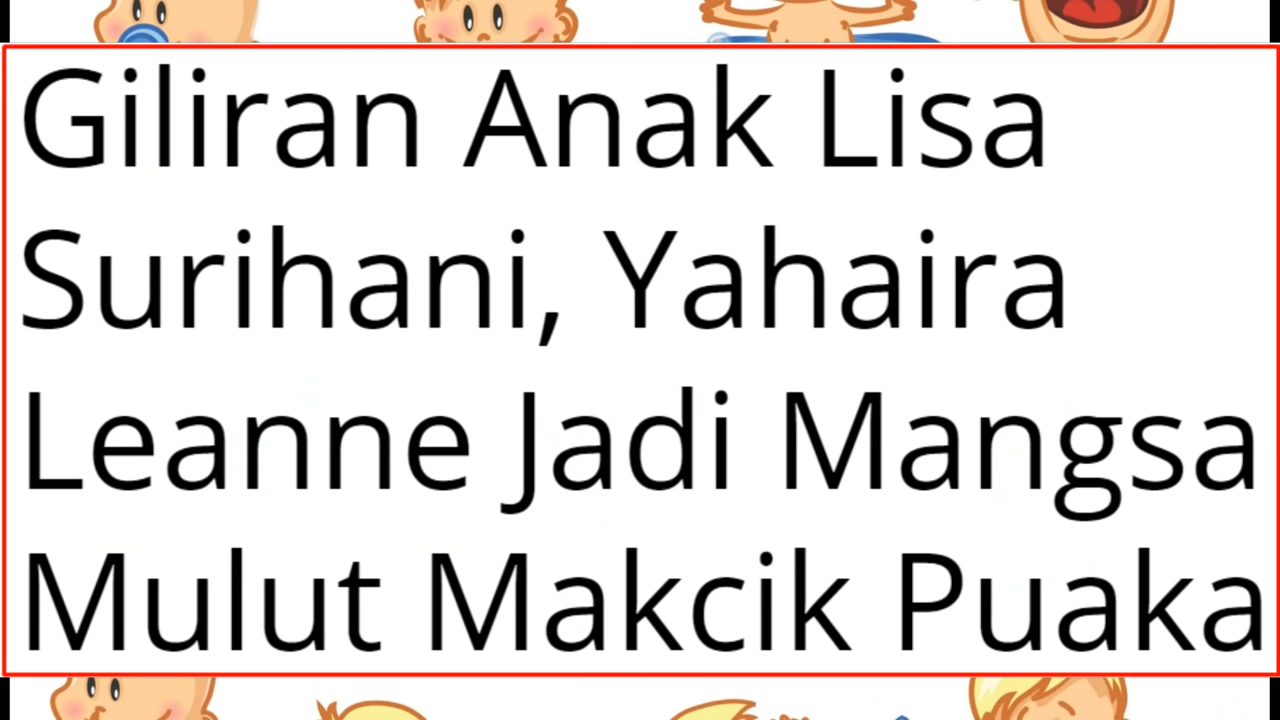 Giliran Anak Lisa
Surihani, Yahaira
Leanne Jadi Mangsa
Mulut Makcik Puaka